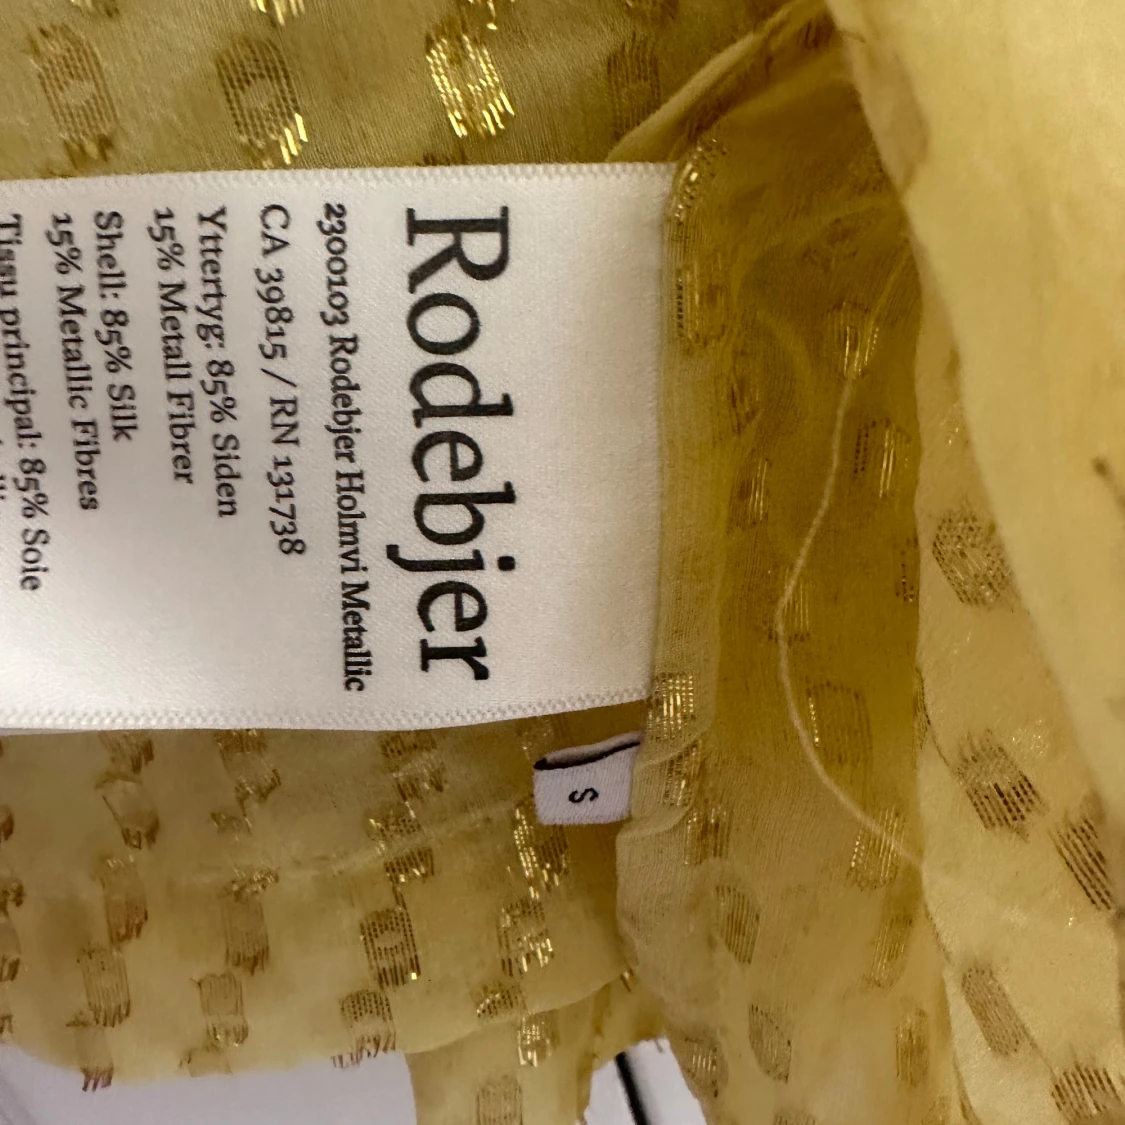 Rodebjer
2300103 Rodebjer Holmvi Metallic
CA 39815 / RN 131738
Yttertyg: 85% Siden
15% Metall Fibrer
Shell: 85% Silk
15% Metallic Fibres
Tissu principal: 85% Soie
S